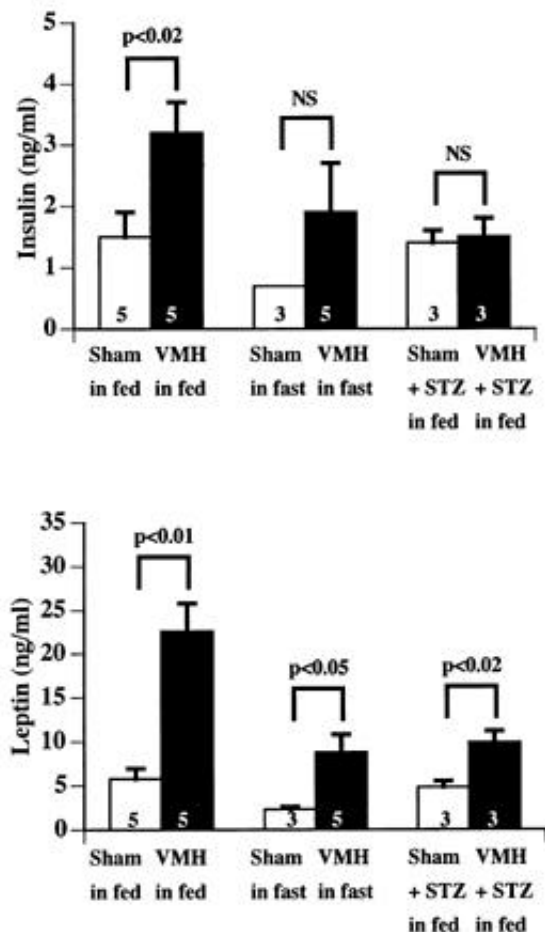 5
p<0.02
4
NS
3
NS
2
1
0
Insulin (ng/ml)
5 5 3 5 3 3
Sham VMH Sham VMH Sham VMH
in fed in fed in fast in fast + STZ + STZ
in fed in fed
35
p<0.01
30
25
p<0.05
p<0.02
20
15
10
5
0
Leptin (ng/ml)
5 5 3 5 3 3
Sham VMH Sham VMH Sham VMH
in fed in fed in fast in fast + STZ + STZ
in fed in fed